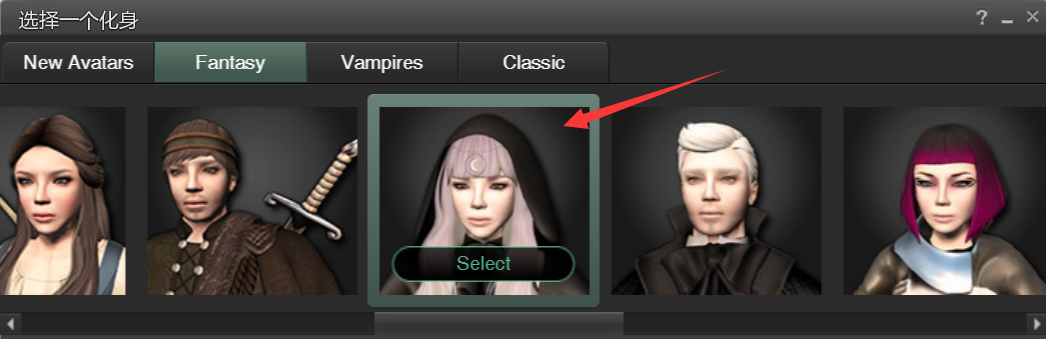 选择一个化身
?
New Avatars Fantasy Vampires Classic
Select